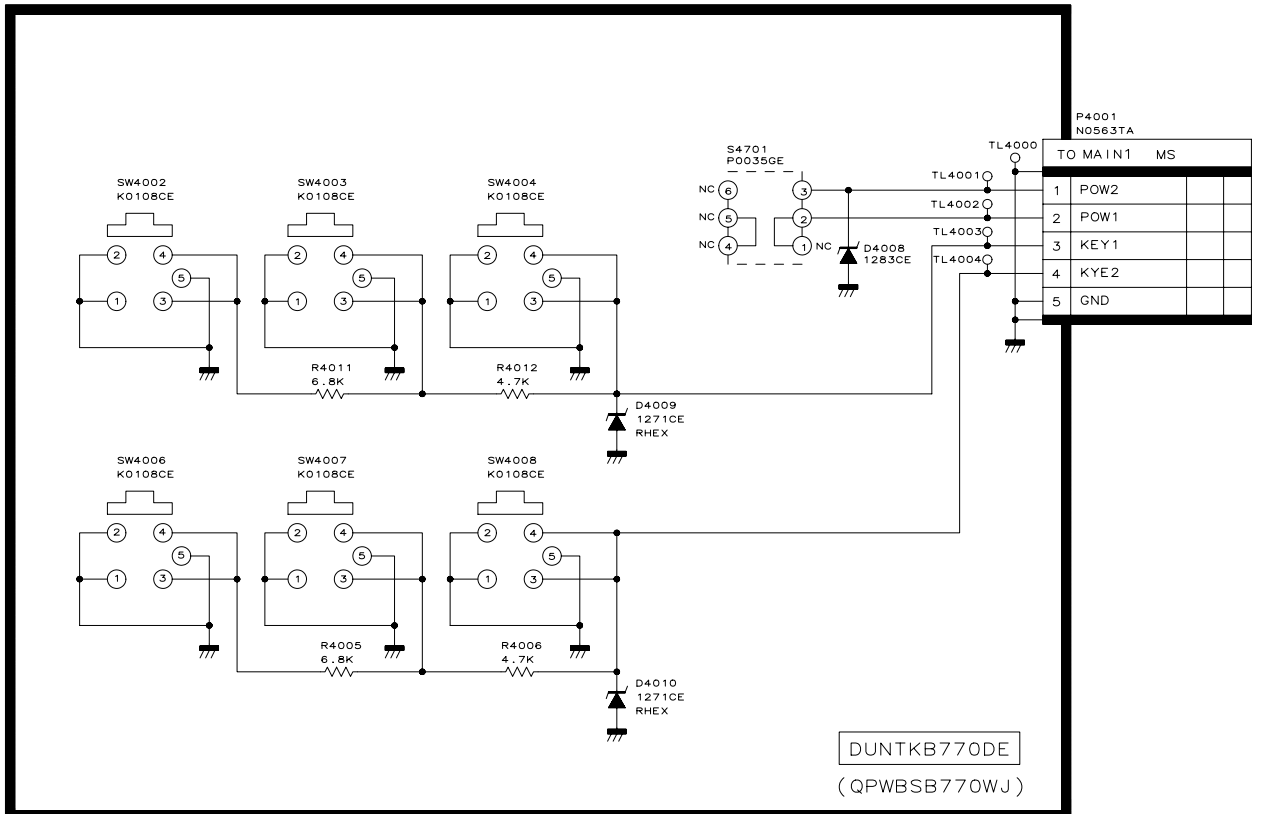 P4001
N0563TA
TL4000
TO MAIN1 MS
1 POW2
2 POW1
3 KEY1
4 KYE2
5 GND
S4701
P0035GE
TL4001
TL4002
TL4003
TL4004
NC 6 3
NC 5 2
NC 4 1 NC
D4008
1283CE
SW4002
K0108CE
2 4
5
1 3
SW4003
K0108CE
2 4
5
1 3
SW4004
K0108CE
2 4
5
1 3
R4011
6.8K
R4012
4.7K
D4009
1271CE
RHEX
SW4006
K0108CE
2 4
5
1 3
SW4007
K0108CE
2 4
5
1 3
SW4008
K0108CE
2 4
5
1 3
R4005
6.8K
R4006
4.7K
D4010
1271CE
RHEX
DUNTKB770DE
(QPWBSB770WJ)